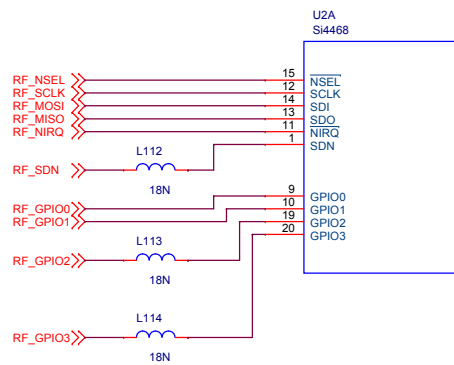 U2A
Si4468
RF_NSEL 15 NSEL
RF_SCLK 12 SCLK
RF_MOSI 14 SDI
RF_MISO 13 SDO
RF_NIRQ 11 NIRQ
1 SDN
L112
RF_SDN
18N
9 GPIO0
RF_GPIO0 10 GPIO1
RF_GPIO1 19 GPIO2
20 GPIO3
L113
RF_GPIO2
18N
L114
RF_GPIO3
18N